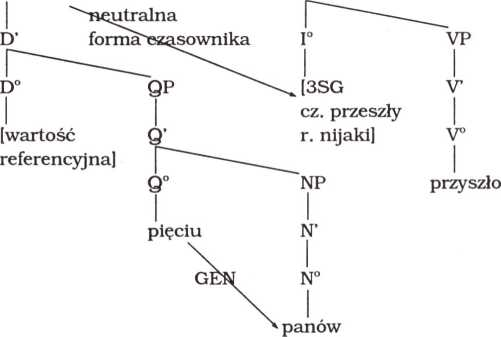 neutralna
forma czasownika
D' I° VP
D° QP [3SG V'
cz. przeszły
[wartość Q' r. nijaki] V°
referencyjna]
Q° NP przyszło
pięciu N'
GEN N°
panów